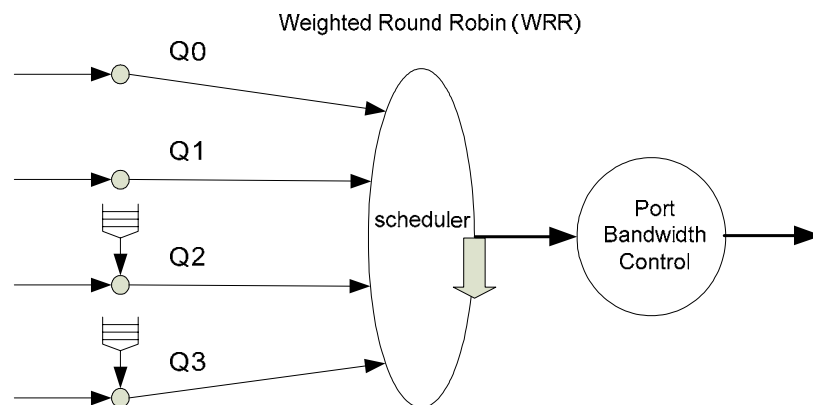 Weighted Round Robin (WRR)
Q0
Q1
Q2
Q3
scheduler
Port
Bandwidth
Control